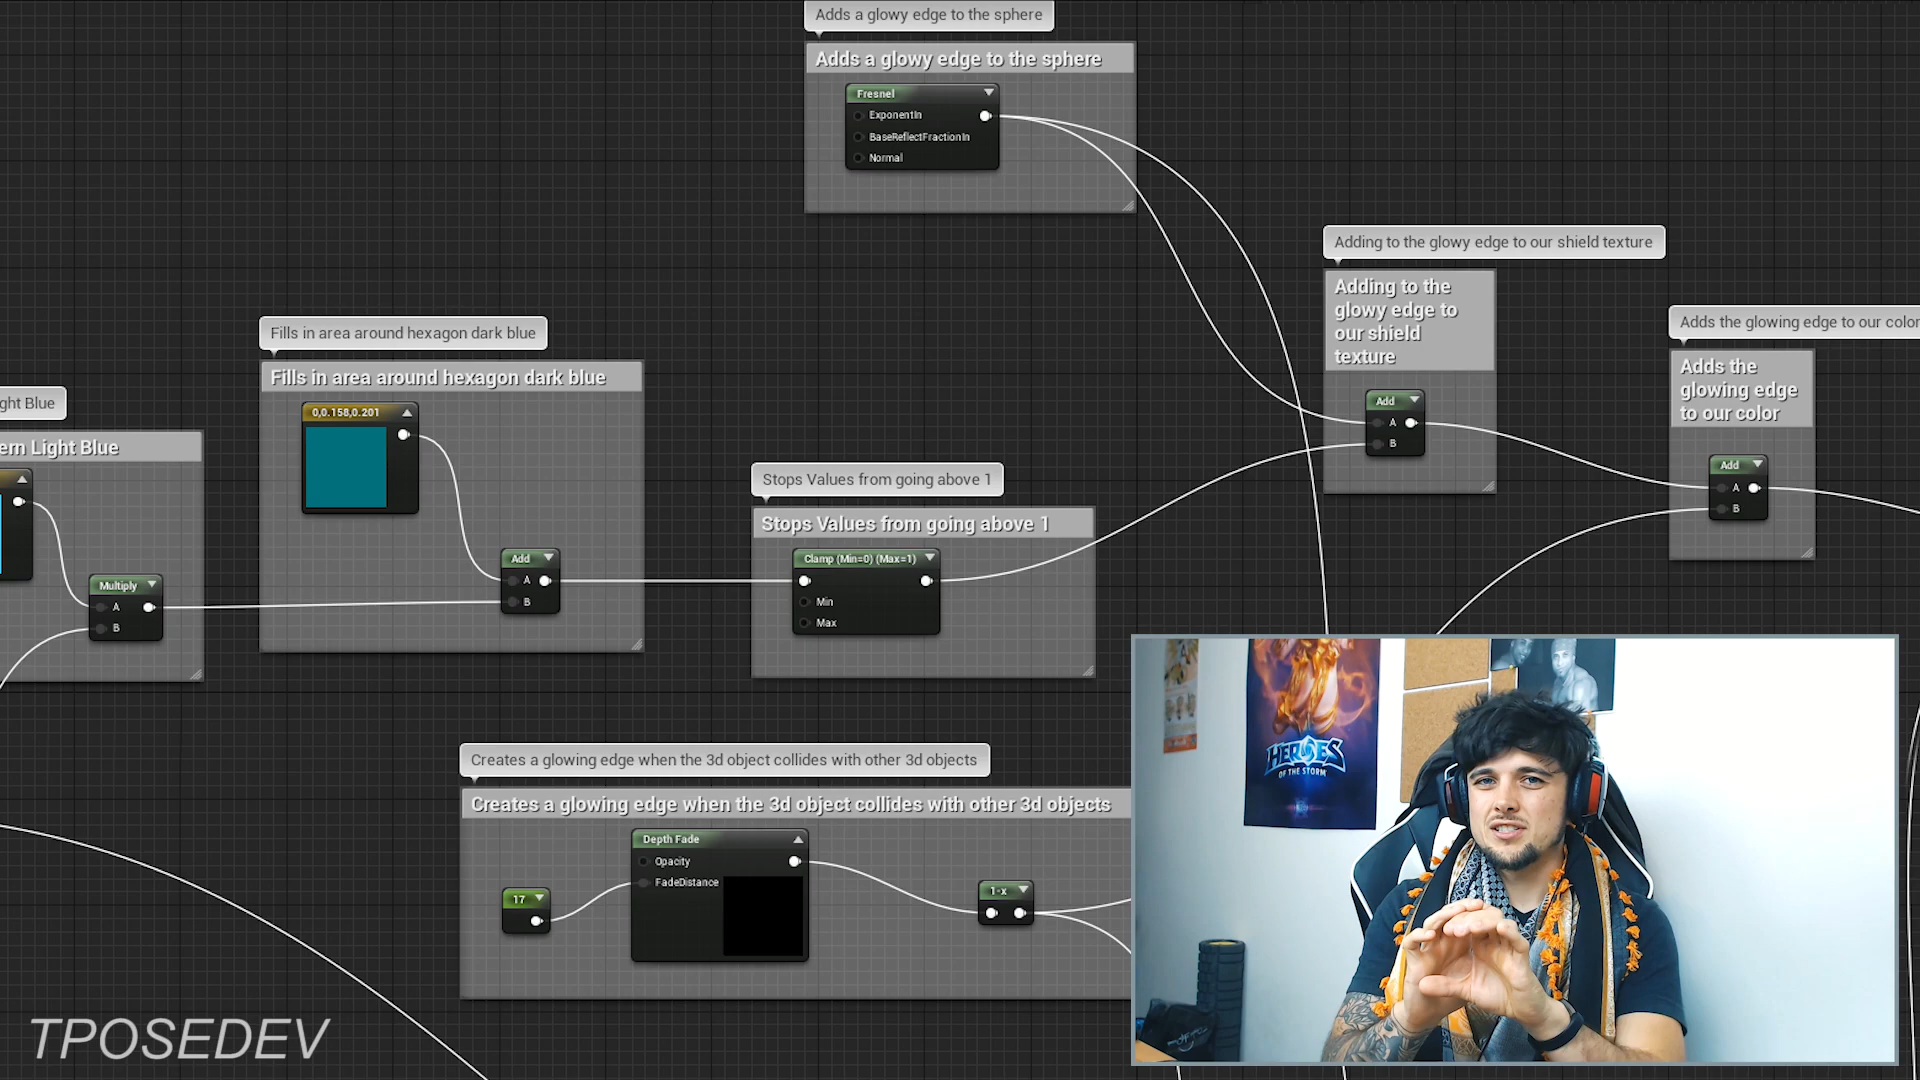 Adds a glowy edge to the sphere
Adds a glowy edge to the sphere
Fresnel
ExponentIn
BaseReflectFractionIn
Normal
Adding to the glowy edge to our shield texture
Adding to the
glowy edge to
our shield
texture
Add
A
B
Adds the glowing edge to our color
Adds the
glowing edge
to our color
Add
A
B
Fills in area around hexagon dark blue
Fills in area around hexagon dark blue
0,0.158,0.201
Add
A
B
ght Blue
ern Light Blue
Multiply
A
B
Stops Values from going above 1
Stops Values from going above 1
Clamp (Min=0) (Max=1)
Min
Max
Creates a glowing edge when the 3d object collides with other 3d objects
Creates a glowing edge when the 3d object collides with other 3d objects
Depth Fade
Opacity
FadeDistance
17
1-x
HEROES
OF THE STORM
TPOSEDEV